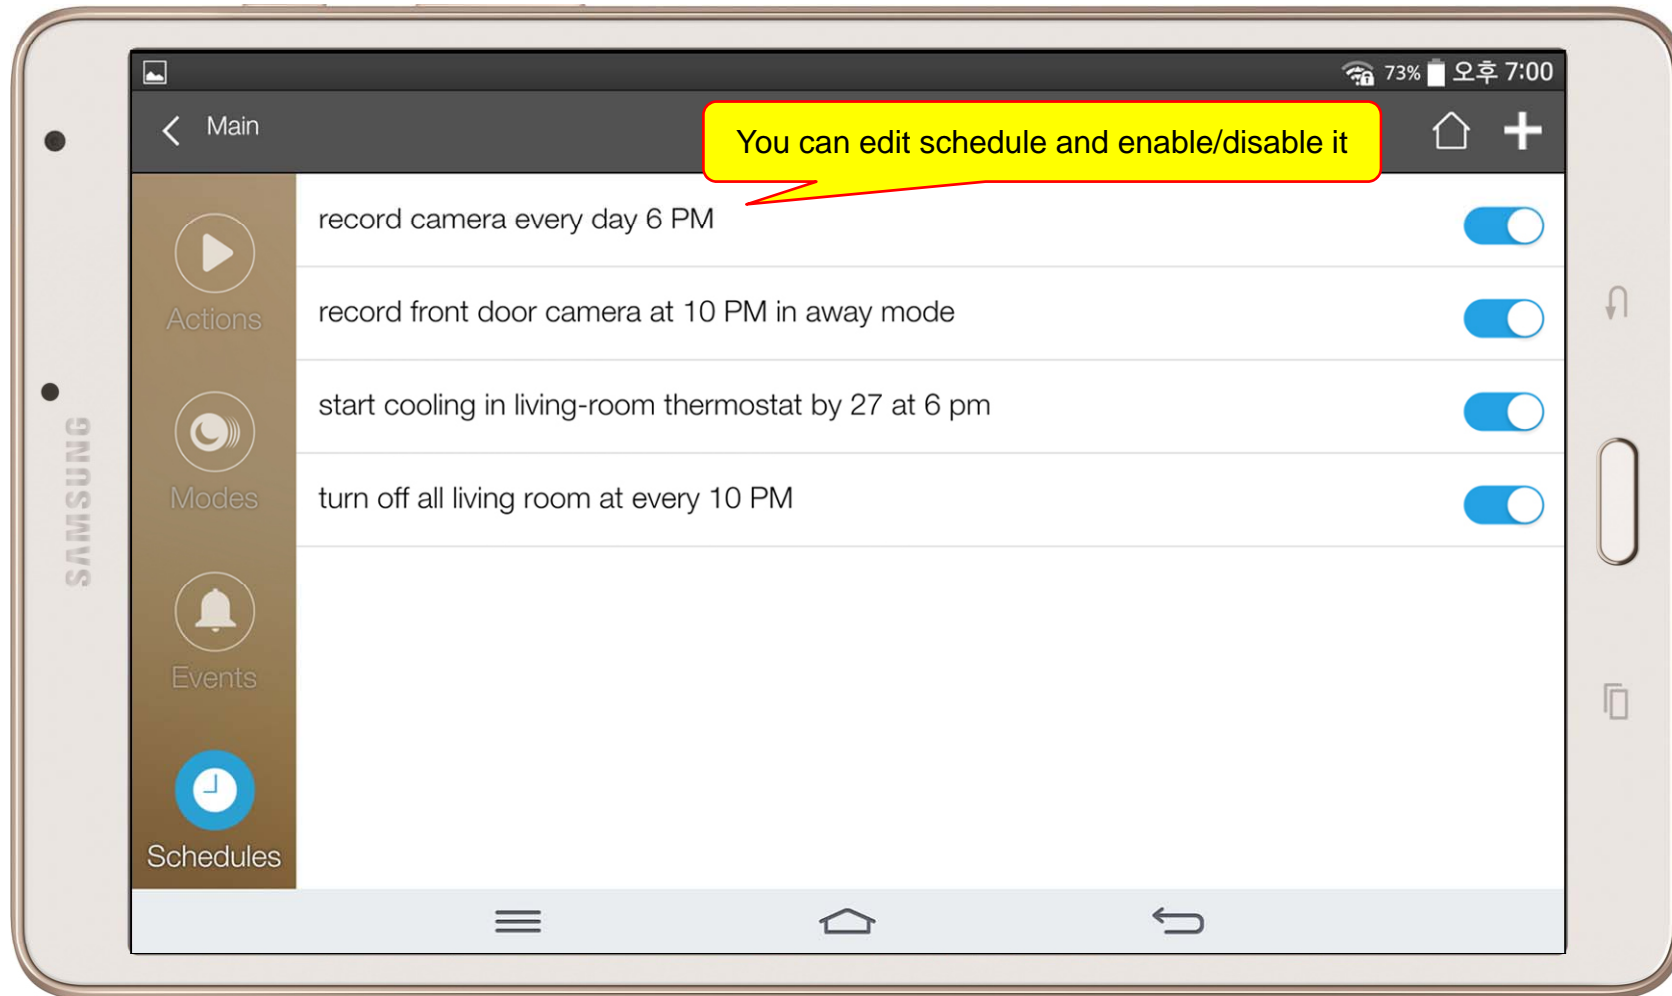 73% 오후 7:00
Main
You can edit schedule and enable/disable it
record camera every day 6 PM
Actions
record front door camera at 10 PM in away mode
start cooling in living-room thermostat by 27 at 6 pm
Modes
turn off all living room at every 10 PM
Events
Schedules
SAMSUNG